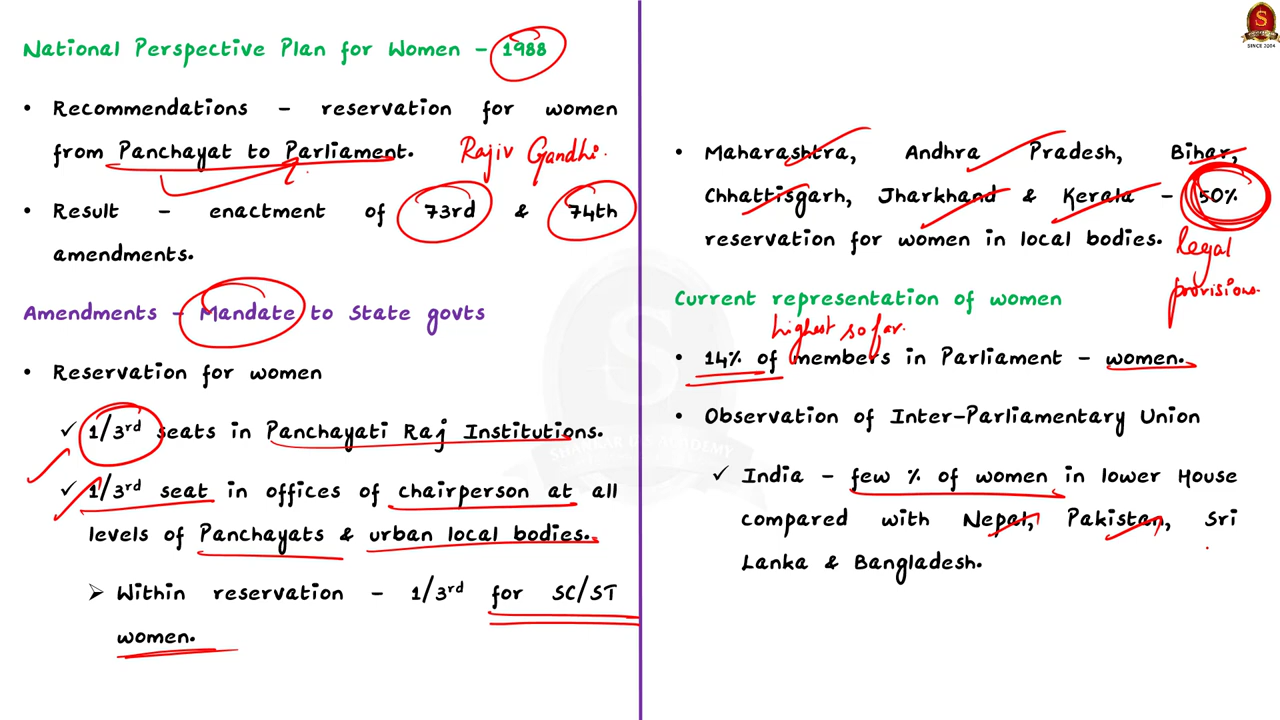 National Perspective Plan for Women - 1988
• Recommendations - reservation for women
from Panchayat to Parliament.
Rajiv Gandhi.
• Result - enactment of 73rd & 74th
amendments.
Amendments - Mandate to State govts
• Reservation for women
✓ 1/3rd seats in Panchayati Raj Institutions.
✓ 1/3rd seat in offices of chairperson at all
levels of Panchayats & urban local bodies.
➢ Within reservation - 1/3rd for SC/ST
women.
S
SINCE 2004
• Maharashtra, Andhra Pradesh, Bihar,
Chhattisgarh, Jharkhand & Kerala - 50%
reservation for women in local bodies.
legal
provisions.
Current representation of women
highest so far.
• 14% of members in Parliament - women.
• Observation of Inter-Parliamentary Union
✓ India - few % of women in lower House
compared with Nepal, Pakistan, Sri
Lanka & Bangladesh.